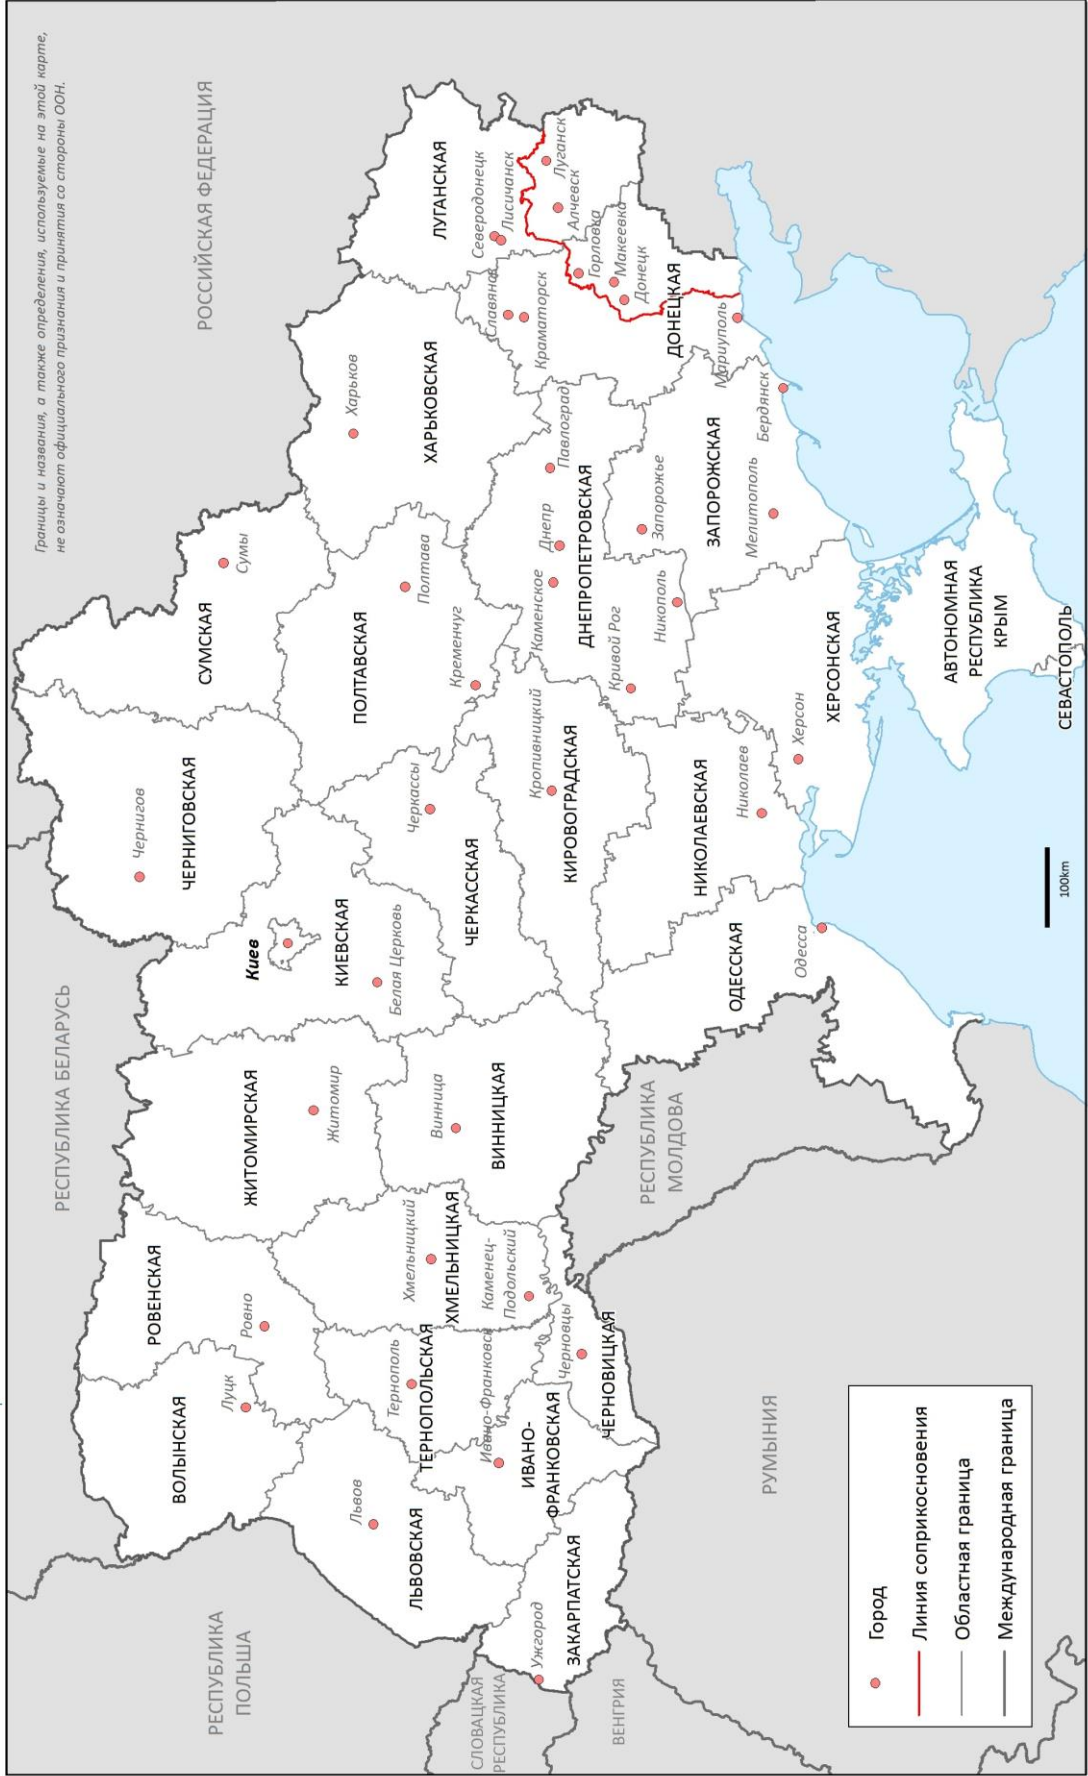 Границы и названия, а также определения, используемые на этой карте,
не означают официального признания и принятия со стороны ООН.
РЕСПУБЛИКА БЕЛАРУСЬ
РОССИЙСКАЯ ФЕДЕРАЦИЯ
РЕСПУБЛИКА
ПОЛЬША
СЛОВАЦКАЯ
РЕСПУБЛИКА
ВЕНГРИЯ
РУМЫНИЯ
РЕСПУБЛИКА
МОЛДОВА
ВОЛЫНСКАЯ
Луцк
РОВЕНСКАЯ
Ровно
ЖИТОМИРСКАЯ
Житомир
Киев
КИЕВСКАЯ
Белая Церковь
Чернигов
ЧЕРНИГОВСКАЯ
СУМСКАЯ
Сумы
Львов
ЛЬВОВСКАЯ
Тернополь
ТЕРНОПОЛЬСКАЯ
Хмельницкий
ХМЕЛЬНИЦКАЯ
Каменец-
Подольский
Винница
ВИННИЦКАЯ
Черкассы
ЧЕРКАССКАЯ
ПОЛТАВСКАЯ
Полтава
Кременчуг
Харьков
ХАРЬКОВСКАЯ
ЛУГАНСКАЯ
Северодонецк
Лисичанск
Луганск
Алчевск
Славянск
Краматорск
Горловка
Макеевка
Донецк
ДОНЕЦКАЯ
Мариуполь
Ужгород
ЗАКАРПАТСКАЯ
Ивано-Франковск
ИВАНО-
ФРАНКОВСКАЯ
Черновцы
ЧЕРНОВИЦКАЯ
Кропивницкий
КИРОВОГРАДСКАЯ
Каменское
Днепр
Павлоград
ДНЕПРОПЕТРОВСКАЯ
Кривой Рог
Никополь
Запорожье
ЗАПОРОЖСКАЯ
Мелитополь
Бердянск
ОДЕССКАЯ
Одесса
НИКОЛАЕВСКАЯ
Николаев
Херсон
ХЕРСОНСКАЯ
АВТОНОМНАЯ
РЕСПУБЛИКА
КРЫМ
СЕВАСТОПОЛЬ
100km
Город
Линия соприкосновения
Областная граница
Международная граница